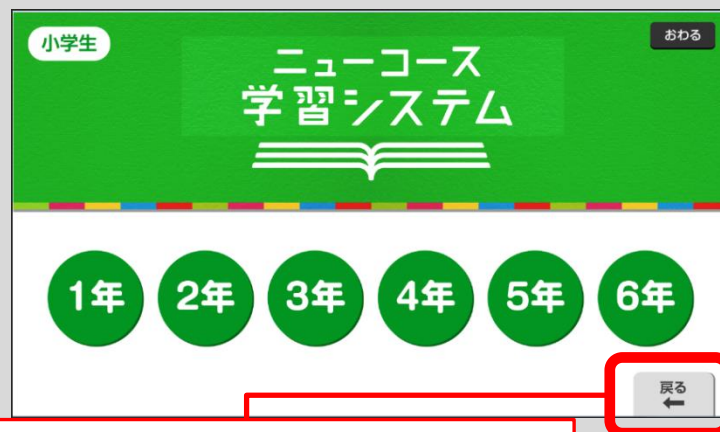 小学生
おわる
ニューコース
学習システム
1年 2年 3年 4年 5年 6年
戻る